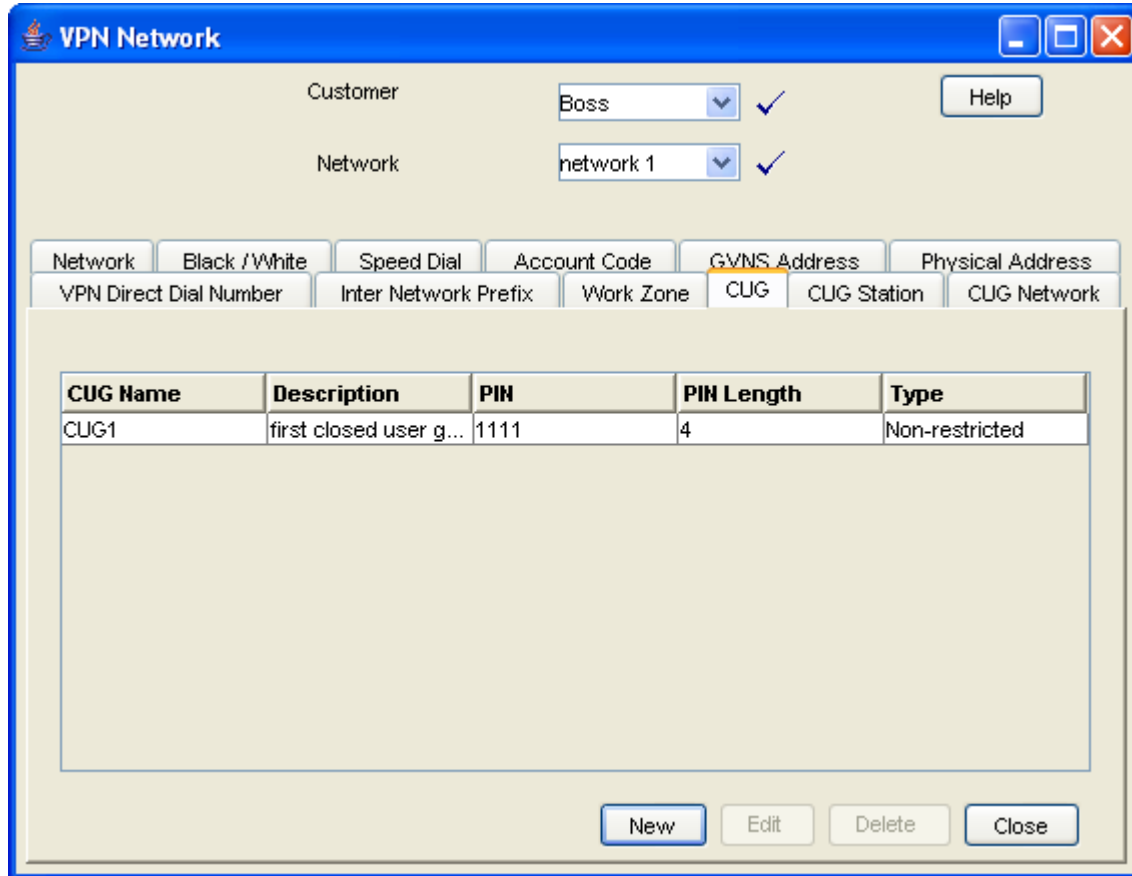 VPN Network
Customer
Boss
Help
Network
network 1
Network Black / White Speed Dial Account Code GVNS Address Physical Address
VPN Direct Dial Number Inter Network Prefix Work Zone CUG CUG Station CUG Network
CUG Name Description PIN PIN Length Type
CUG1 first closed user g... 1111 4 Non-restricted
New Edit Delete Close